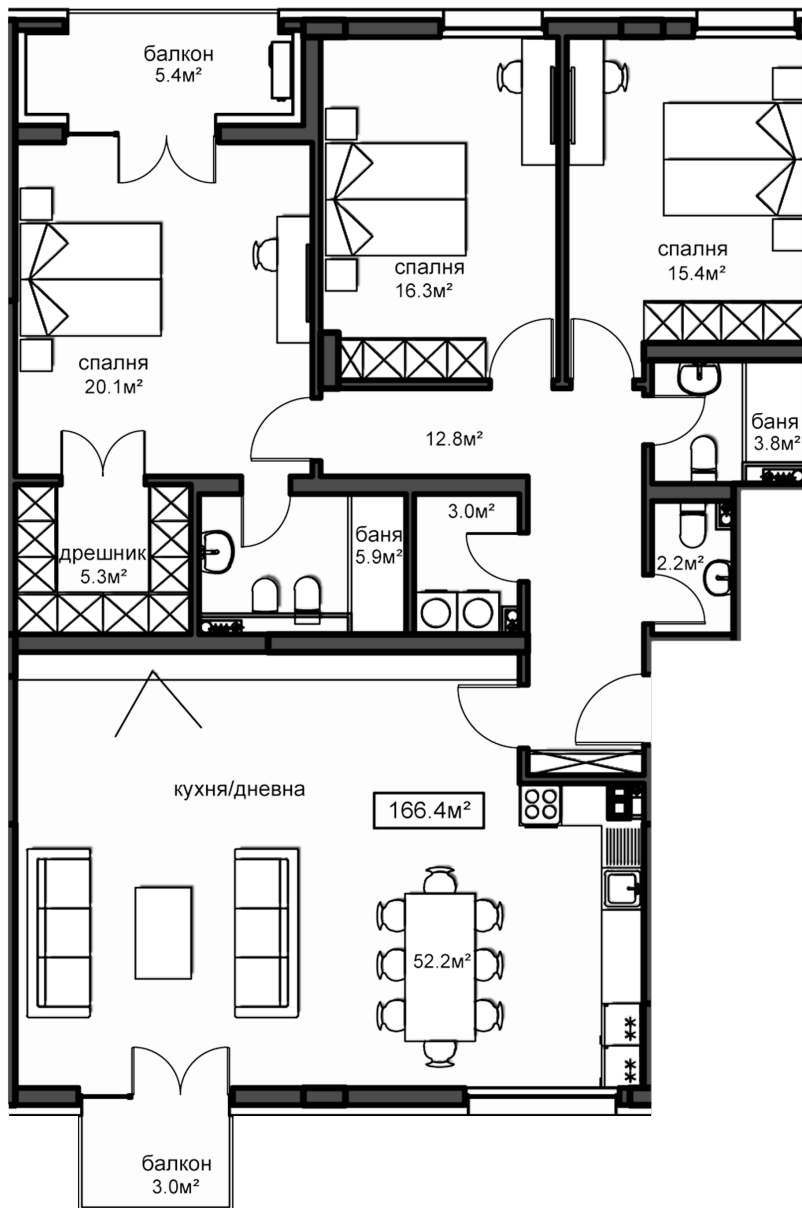 балкон
5.4м²
спалня
16.3м²
спалня
15.4м²
спалня
20.1м²
12.8м²
баня
3.8м²
3.0м²
баня
5.9м²
дрешник
5.3м²
2.2м²
кухня/дневна
166.4м²
52.2м²
балкон
3.0м²